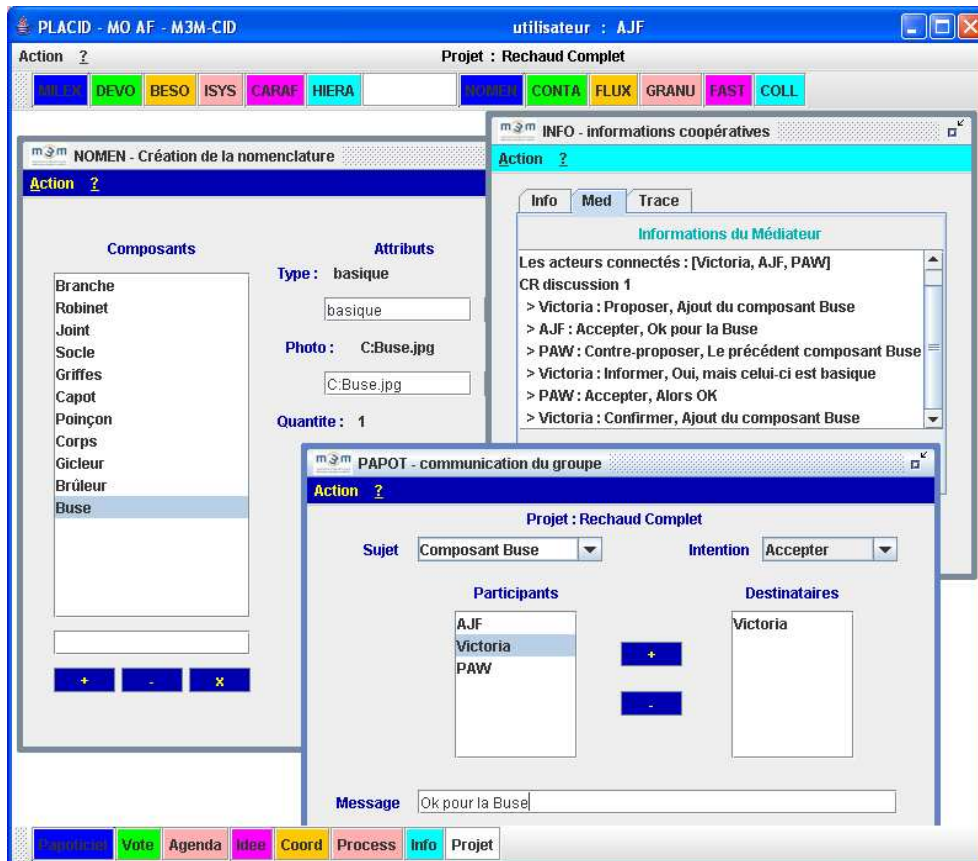 PLACID - MO AF - M3M-CID utilisateur : AJF
Action ? Projet : Rechaud Complet
MILEX DEVO BESO ISYS CARAF HIERA NOMEN CONTA FLUX GRANU FAST COLL
m3m NOMEN - Création de la nomenclature
Action ?
Composants
Branche
Robinet
Joint
Socle
Griffes
Capot
Poinçon
Corps
Gicleur
Brûleur
Buse
+ - x
Attributs
Type : basique
basique
Photo : C:Buse.jpg
C:Buse.jpg
Quantite : 1
m3m INFO - informations coopératives
Action ?
Info Med Trace
Informations du Médiateur
Les acteurs connectés : [Victoria, AJF, PAW]
CR discussion 1
> Victoria : Proposer, Ajout du composant Buse
> AJF : Accepter, Ok pour la Buse
> PAW : Contre-proposer, Le précédent composant Buse
> Victoria : Informer, Oui, mais celui-ci est basique
> PAW : Accepter, Alors OK
> Victoria : Confirmer, Ajout du composant Buse
m3m PAPOT - communication du groupe
Action ?
Projet : Rechaud Complet
Sujet Composant Buse Intention Accepter
Participants
AJF
Victoria
PAW
+
-
Destinataires
Victoria
Message Ok pour la Buse
Papoticiel Vote Agenda Idee Coord Process Info Projet